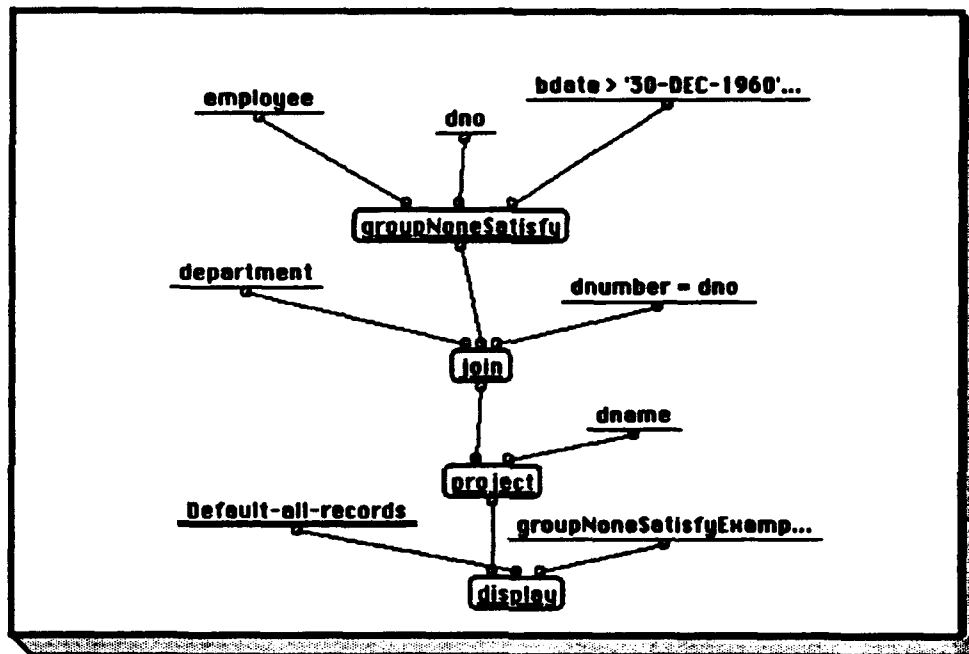 employee
bdate > '30-DEC-1960'...
dno
groupNoneSatisfy
department
dnumber = dno
join
dname
project
Default-all-records
groupNoneSatisfyExamp...
display